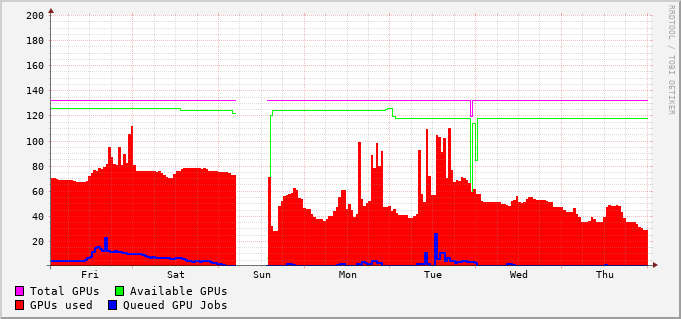 RRDTOOL / TOBI OETIKER
200
180
160
140
120
100
80
60
40
20
Fri Sat Sun Mon Tue Wed Thu
Total GPUs Available GPUs
GPUs used Queued GPU Jobs